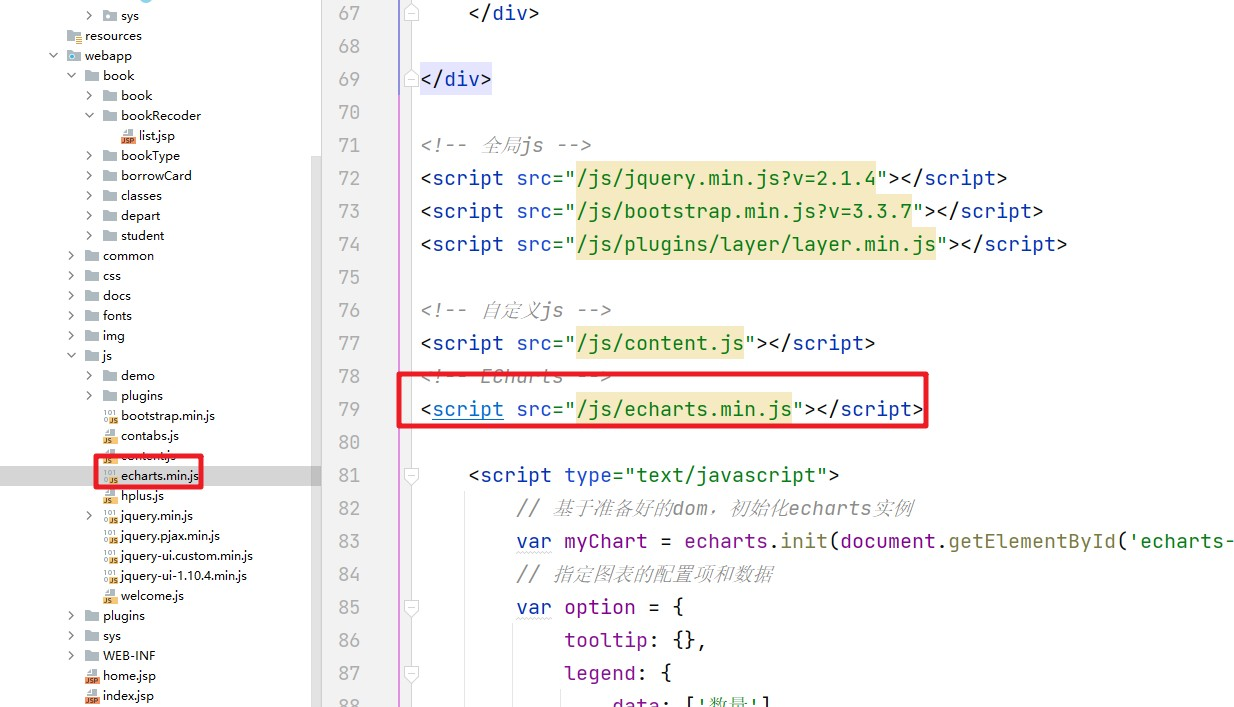 sys
resources
webapp
book
book
bookRecoder
list.jsp
bookType
borrowCard
classes
depart
student
common
css
docs
fonts
img
js
demo
plugins
bootstrap.min.js
contabs.js
content.js
echarts.min.js
hplus.js
jquery.min.js
jquery.pjax.min.js
jquery-ui.custom.min.js
jquery-ui-1.10.4.min.js
welcome.js
plugins
sys
WEB-INF
home.jsp
index.jsp
67 </div>
68
69 </div>
70
71 <!-- 全局js -->
72 <script src="/js/jquery.min.js?v=2.1.4"></script>
73 <script src="/js/bootstrap.min.js?v=3.3.7"></script>
74 <script src="/js/plugins/layer/layer.min.js"></script>
75
76 <!-- 自定义js -->
77 <script src="/js/content.js"></script>
78 <!-- ECharts -->
79 <script src="/js/echarts.min.js"></script>
80
81 <script type="text/javascript">
82 // 基于准备好的dom，初始化echarts实例
83 var myChart = echarts.init(document.getElementById('echarts-
84 // 指定图表的配置项和数据
85 var option = {
86 tooltip: {},
87 legend: {
88 data: ['数量']